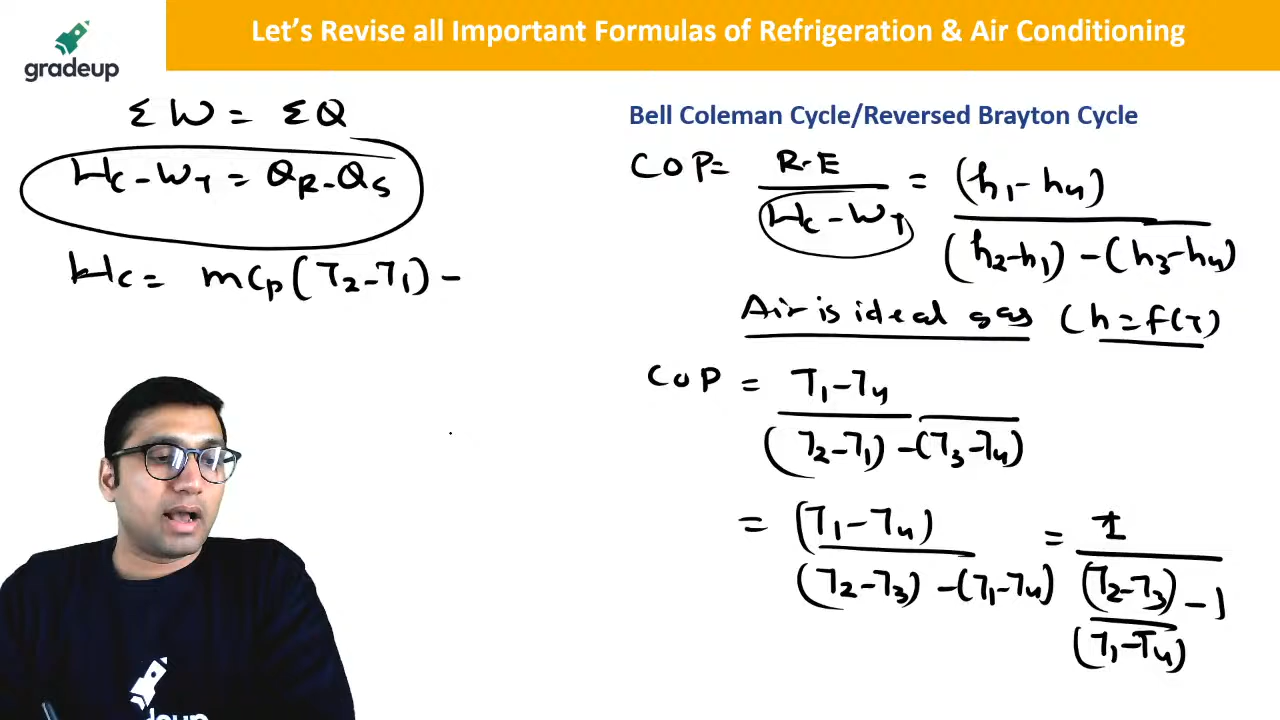 Let's Revise all Important Formulas of Refrigeration & Air Conditioning
gradeup
ΣW = ΣQ
Wc - WT = QR - QS
Wc = mCp(T2-T1) -
Bell Coleman Cycle/Reversed Brayton Cycle
COP = R.E / (Wc - WT) = (h1-h4) / ((h2-h1) - (h3-h4))
Air is ideal gas (h=f(T)
COP = T1-T4 / ((T2-T1) - (T3-T4))
= (T1-T4) / ((T2-T3) - (T1-T4)) = 1 / ((T2-T3)/(T1-T4) - 1)